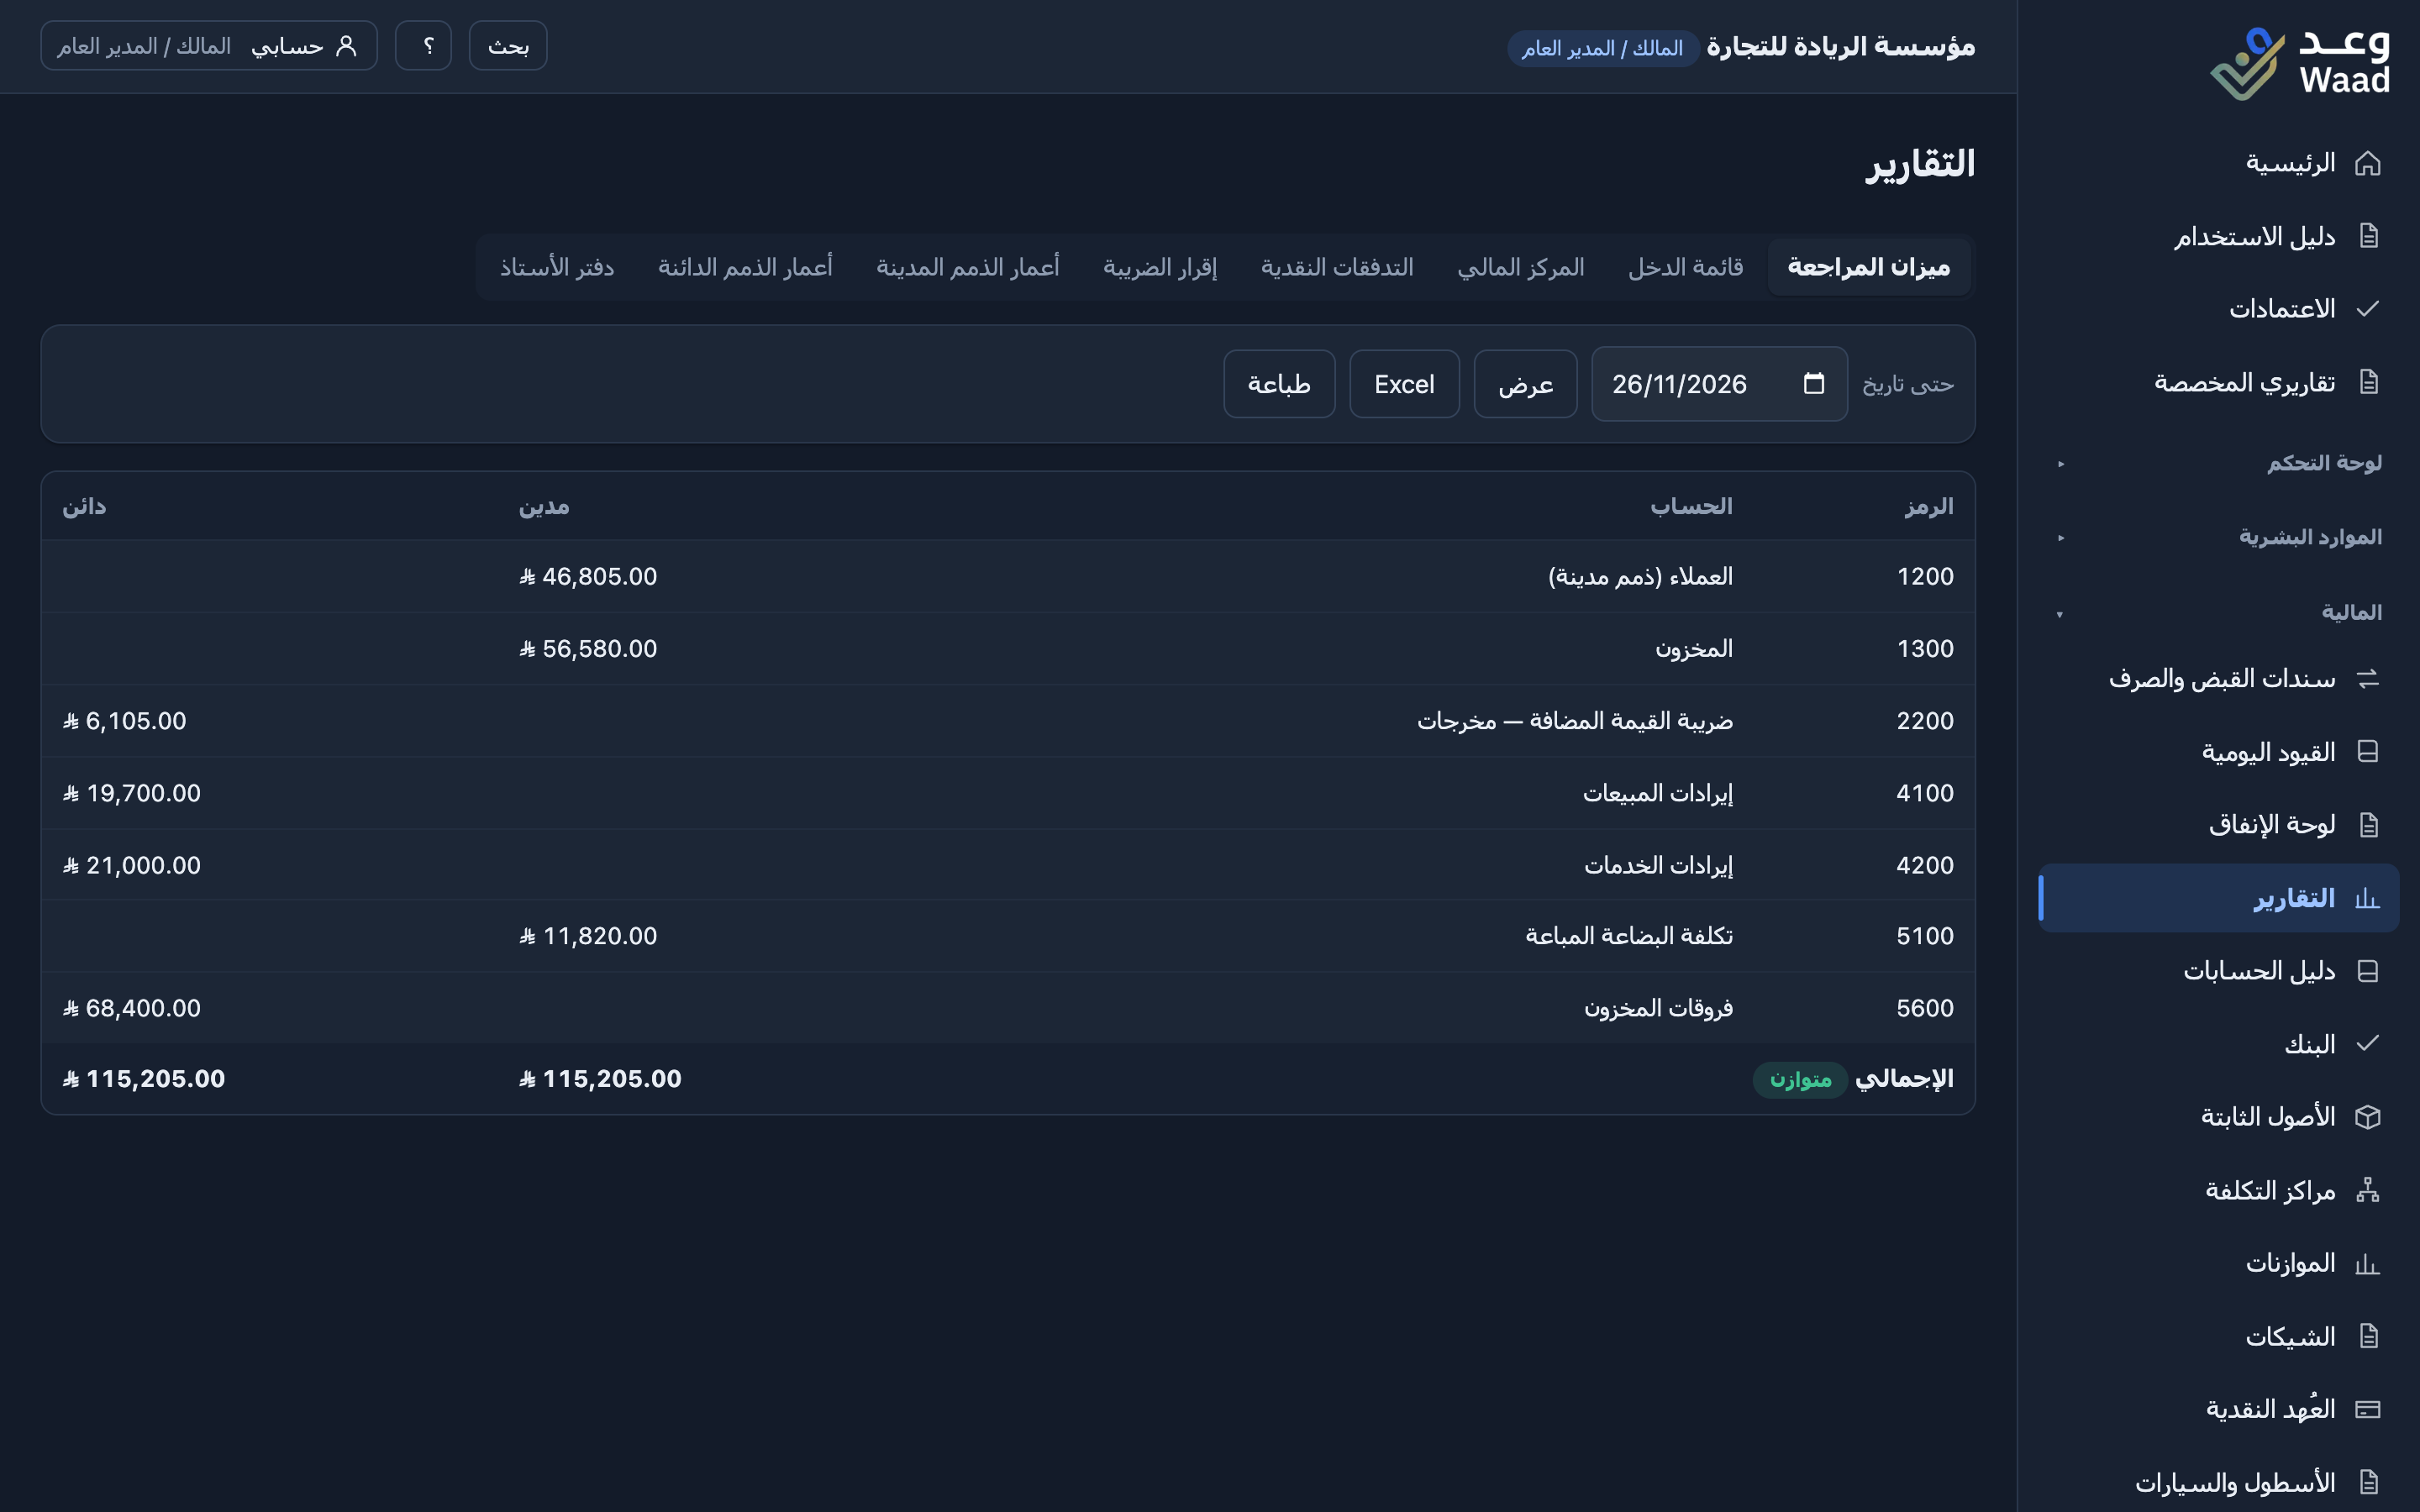 وعد
Waad
الرئيسية
دليل الاستخدام
الاعتمادات
تقاريري المخصصة
لوحة التحكم
الموارد البشرية
المالية
سندات القبض والصرف
القيود اليومية
لوحة الإنفاق
التقارير
دليل الحسابات
البنك
الأصول الثابتة
مراكز التكلفة
الموازنات
الشيكات
العُهد النقدية
الأسطول والسيارات
مؤسسة الريادة للتجارة المالك / المدير العام
بحث ؟ حسابي المالك / المدير العام
التقارير
ميزان المراجعة قائمة الدخل المركز المالي التدفقات النقدية إقرار الضريبة أعمار الذمم المدينة أعمار الذمم الدائنة دفتر الأستاذ
حتى تاريخ 26/11/2026 عرض Excel طباعة
الرمز الحساب مدين دائن
1200 العملاء (ذمم مدينة) 46,805.00 ⃁
1300 المخزون 56,580.00 ⃁
2200 ضريبة القيمة المضافة — مخرجات 6,105.00 ⃁
4100 إيرادات المبيعات 19,700.00 ⃁
4200 إيرادات الخدمات 21,000.00 ⃁
5100 تكلفة البضاعة المباعة 11,820.00 ⃁
5600 فروقات المخزون 68,400.00 ⃁
الإجمالي متوازن 115,205.00 ⃁ 115,205.00 ⃁